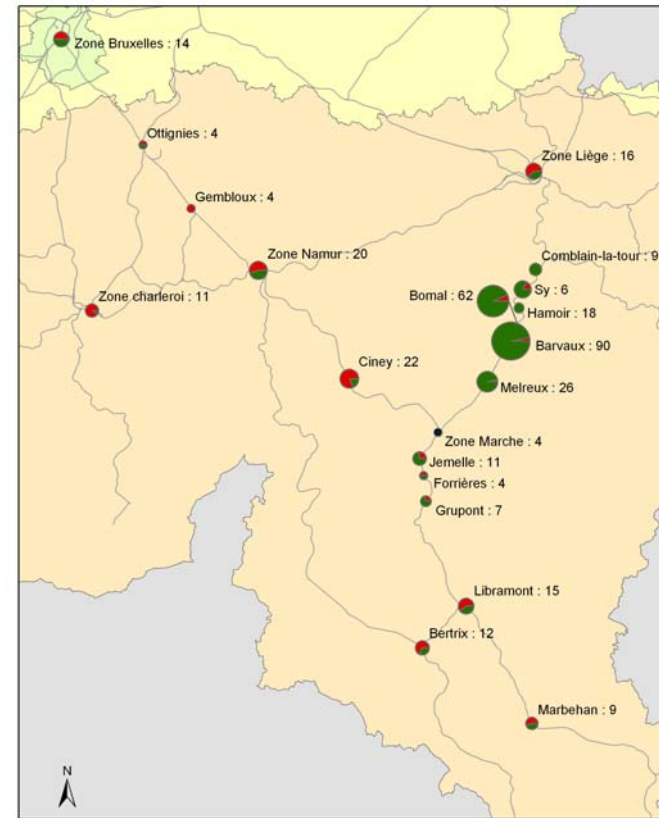 Zone Bruxelles : 14
Ottignies : 4
Zone Liège : 16
Gembloux : 4
Zone Namur : 20
Comblain-la-tour : 9
Sy : 6
Bomal : 62
Hamoir : 18
Zone charleroi : 11
Barvaux : 90
Ciney : 22
Melreux : 26
Zone Marche : 4
Jemelle : 11
Forrières : 4
Grupont : 7
Libramont : 15
Bertrix : 12
Marbehan : 9
N